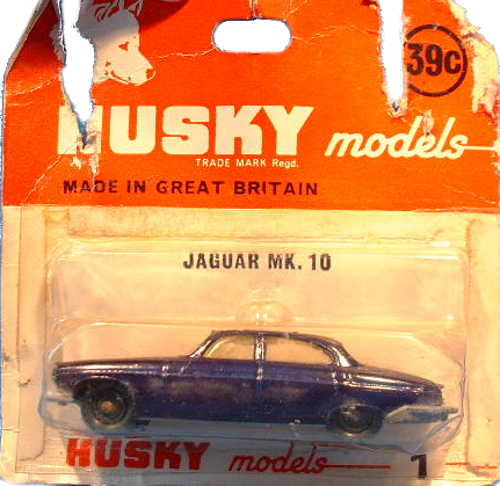 39c
HUSKY models
TRADE MARK Regd.
MADE IN GREAT BRITAIN
JAGUAR MK. 10
HUSKY models 1